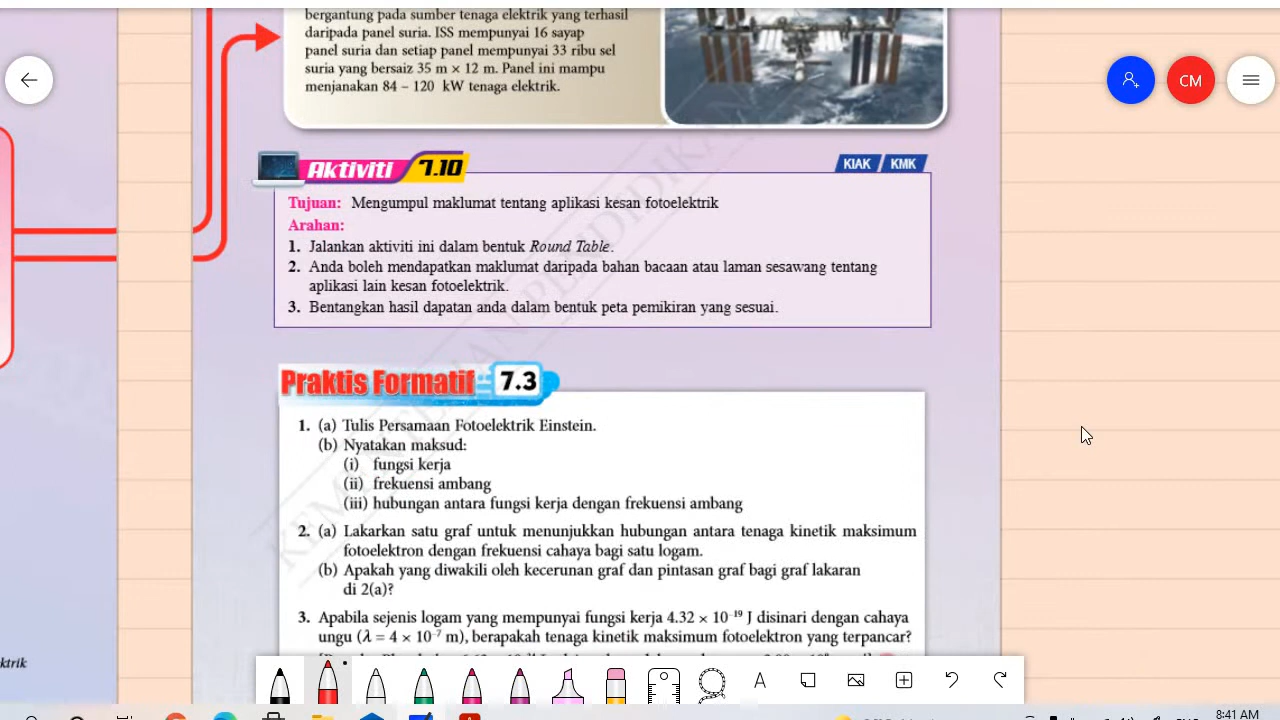 bergantung pada sumber tenaga elektrik yang terhasil
daripada panel suria. ISS mempunyai 16 sayap
panel suria dan setiap panel mempunyai 33 ribu sel
suria yang bersaiz 35 m × 12 m. Panel ini mampu
menjanakan 84 – 120 kW tenaga elektrik.
CM
Aktiviti 7.10
KIAK / KMK
Tujuan: Mengumpul maklumat tentang aplikasi kesan fotoelektrik
Arahan:
1. Jalankan aktiviti ini dalam bentuk Round Table.
2. Anda boleh mendapatkan maklumat daripada bahan bacaan atau laman sesawang tentang
aplikasi lain kesan fotoelektrik.
3. Bentangkan hasil dapatan anda dalam bentuk peta pemikiran yang sesuai.
Praktis Formatif 7.3
1. (a) Tulis Persamaan Fotoelektrik Einstein.
(b) Nyatakan maksud:
(i) fungsi kerja
(ii) frekuensi ambang
(iii) hubungan antara fungsi kerja dengan frekuensi ambang
2. (a) Lakarkan satu graf untuk menunjukkan hubungan antara tenaga kinetik maksimum
fotoelektron dengan frekuensi cahaya bagi satu logam.
(b) Apakah yang diwakili oleh kecerunan graf dan pintasan graf bagi graf lakaran
di 2(a)?
3. Apabila sejenis logam yang mempunyai fungsi kerja 4.32 × 10⁻¹⁹ J disinari dengan cahaya
ungu (λ = 4 × 10⁻⁷ m), berapakah tenaga kinetik maksimum fotoelektron yang terpancar?
ktrik
A
8:41 AM